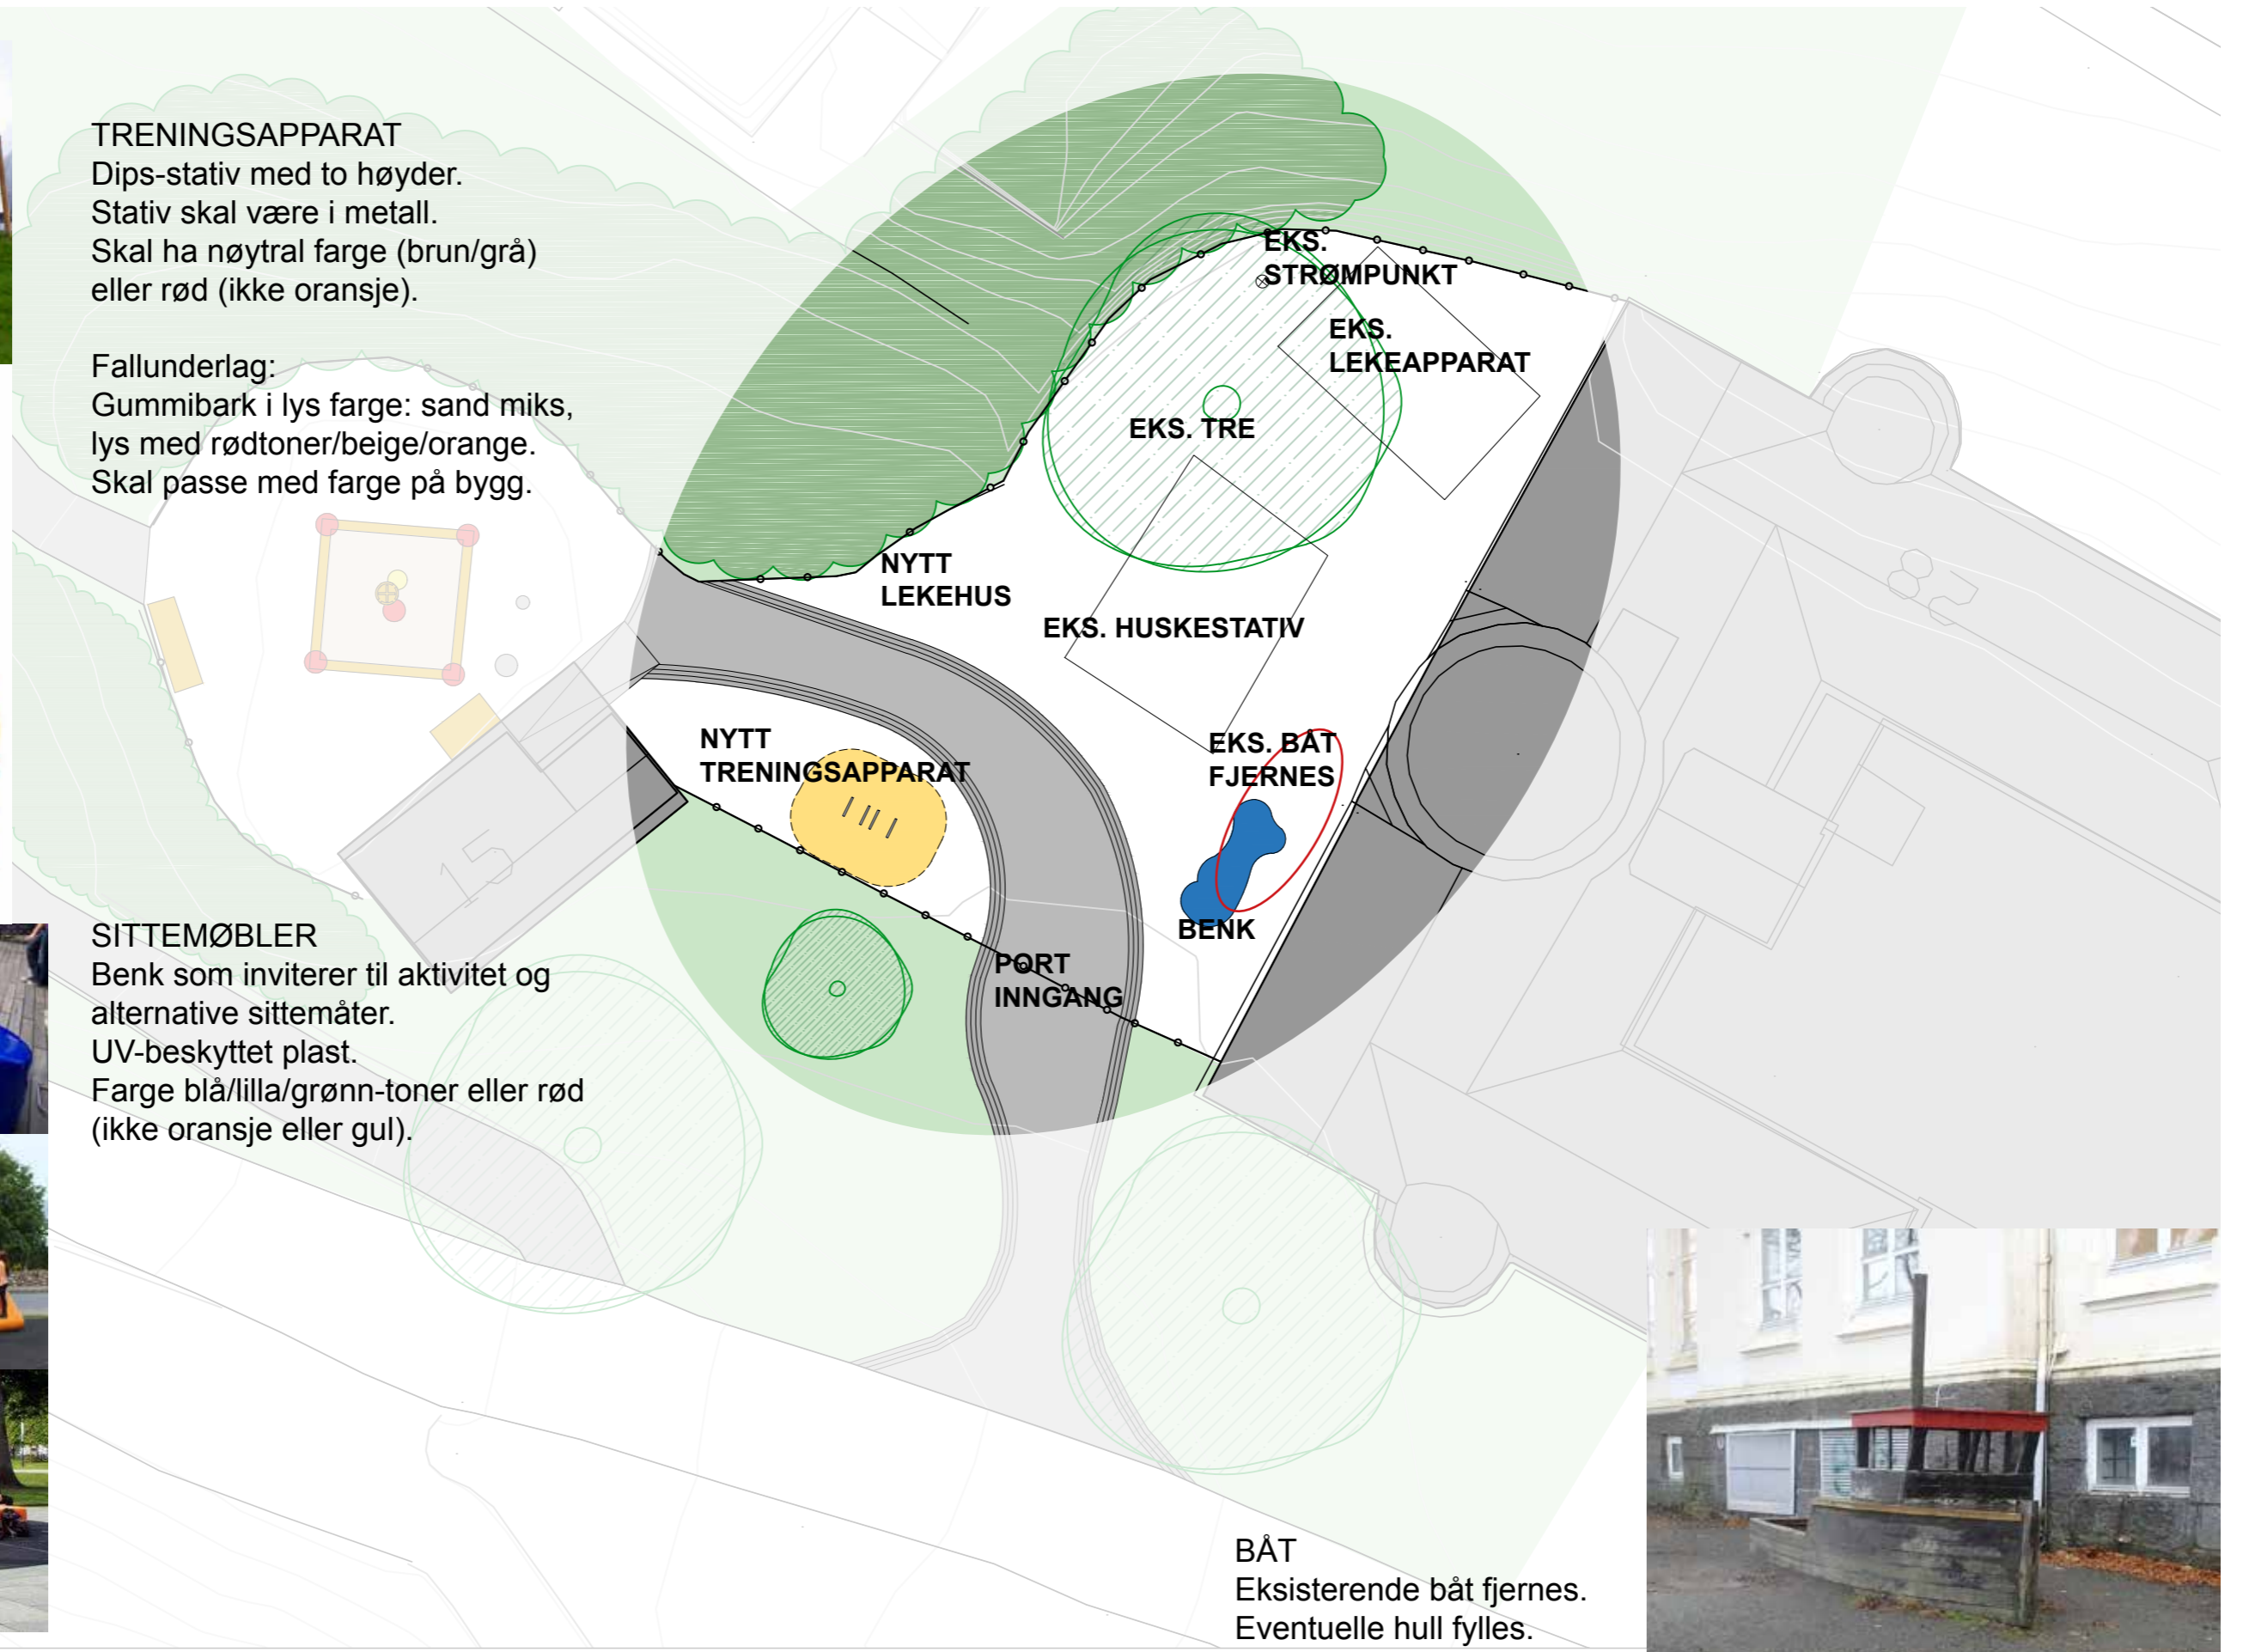 TRENINGSAPPARAT
Dips-stativ med to høyder.
Stativ skal være i metall.
Skal ha nøytral farge (brun/grå)
eller rød (ikke oransje).
Fallunderlag:
Gummibark i lys farge: sand miks,
lys med rødtoner/beige/orange.
Skal passe med farge på bygg.
SITTEMØBLER
Benk som inviterer til aktivitet og
alternative sittemåter.
UV-beskyttet plast.
Farge blå/lilla/grønn-toner eller rød
(ikke oransje eller gul).
EKS.
STRØMPUNKT
EKS.
LEKEAPPARAT
EKS. TRE
NYTT
LEKEHUS
EKS. HUSKESTATIV
NYTT
TRENINGSAPPARAT
EKS. BÅT
FJERNES
BENK
PORT
INNGANG
15
BÅT
Eksisterende båt fjernes.
Eventuelle hull fylles.